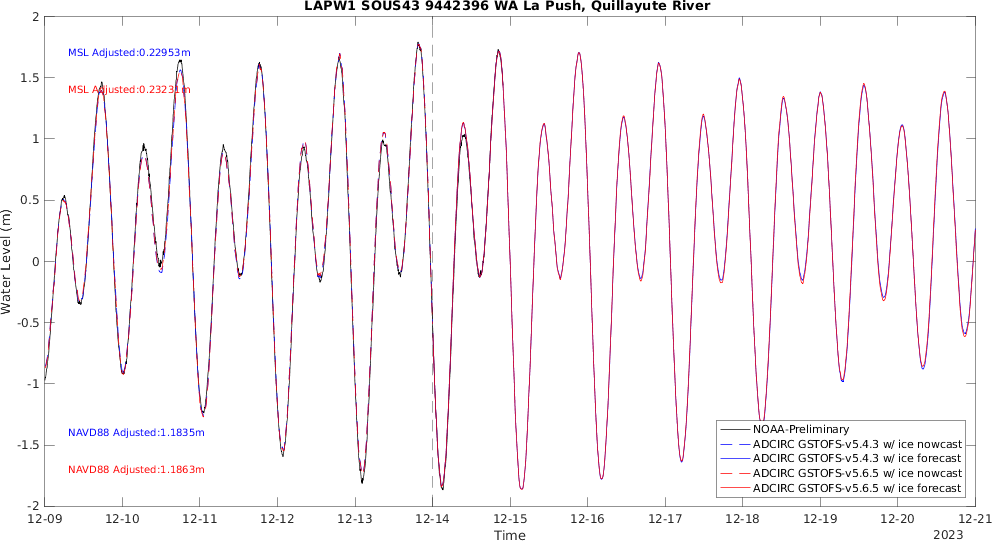 LAPW1 SOUS43 9442396 WA La Push, Quillayute River
2
1.5
1
0.5
0
-0.5
-1
-1.5
-2
Water Level (m)
MSL Adjusted:0.22953m
MSL Adjusted:0.23231m
NAVD88 Adjusted:1.1835m
NAVD88 Adjusted:1.1863m
NOAA-Preliminary
ADCIRC GSTOFS-v5.4.3 w/ ice nowcast
ADCIRC GSTOFS-v5.4.3 w/ ice forecast
ADCIRC GSTOFS-v5.6.5 w/ ice nowcast
ADCIRC GSTOFS-v5.6.5 w/ ice forecast
12-09 12-10 12-11 12-12 12-13 12-14 12-15 12-16 12-17 12-18 12-19 12-20 12-21
Time
2023